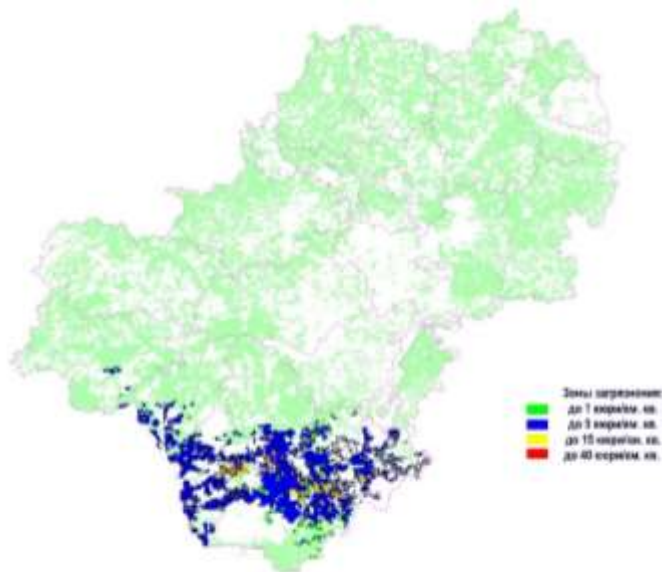 Зоны загрязнения:
до 1 кюри/км. кв.
до 5 кюри/км. кв.
до 15 кюри/км. кв.
до 40 кюри/км. кв.